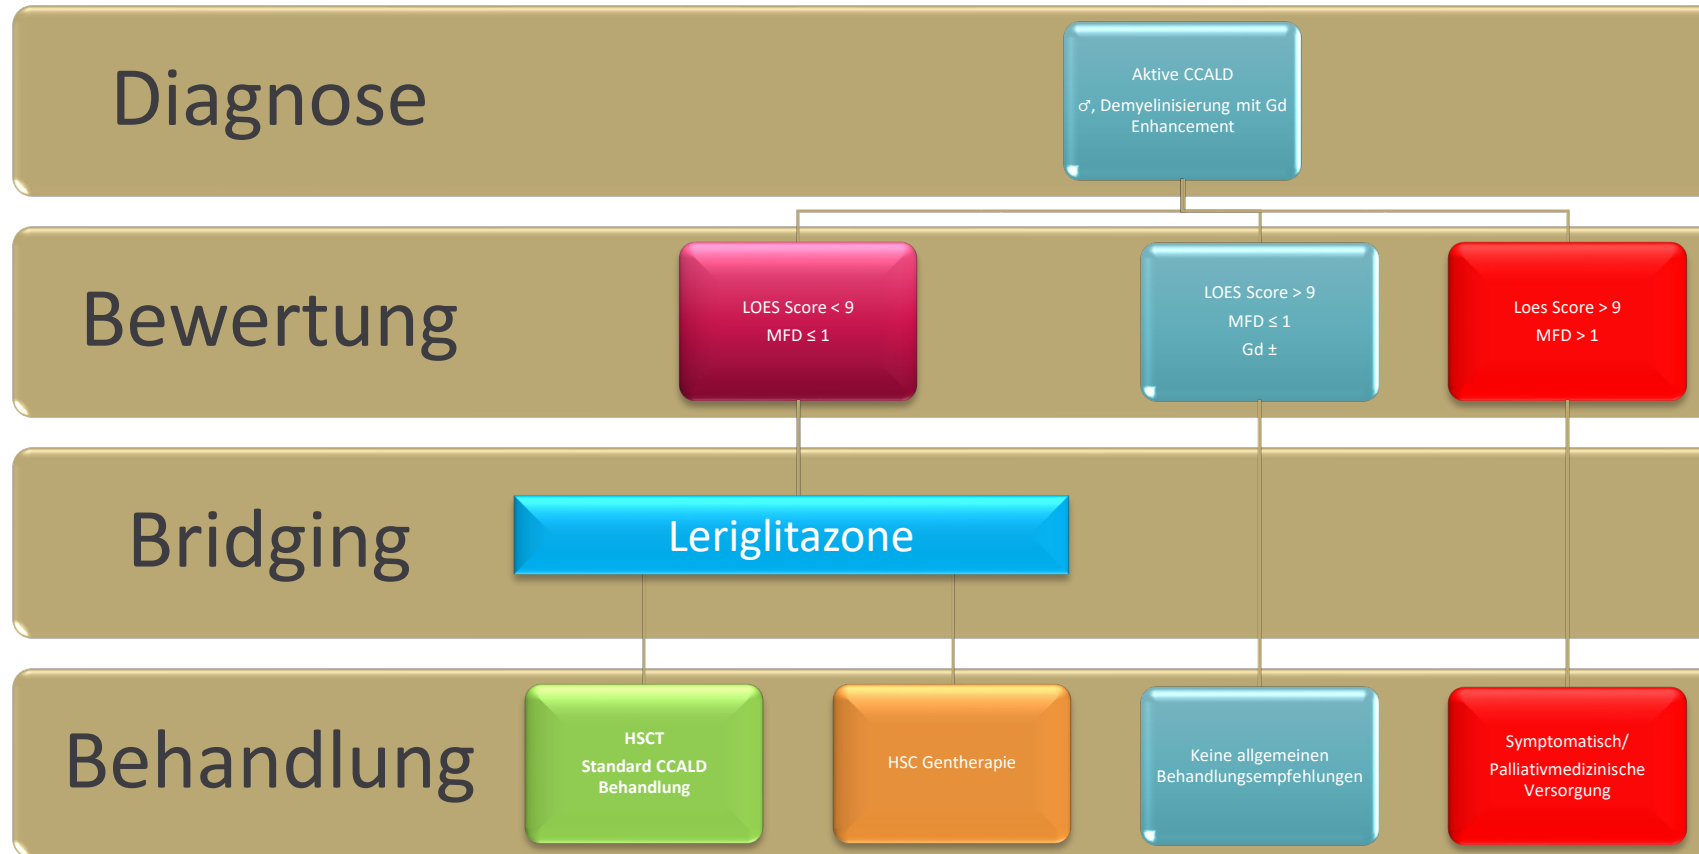 Diagnose
Aktive CCALD
♂, Demyelinisierung mit Gd
Enhancement
Bewertung
LOES Score < 9
MFD ≤ 1
LOES Score > 9
MFD ≤ 1
Gd ±
Loes Score > 9
MFD > 1
Bridging
Leriglitazone
Behandlung
HSCT
Standard CCALD
Behandlung
HSC Gentherapie
Keine allgemeinen
Behandlungsempfehlungen
Symptomatisch/
Palliativmedizinische
Versorgung